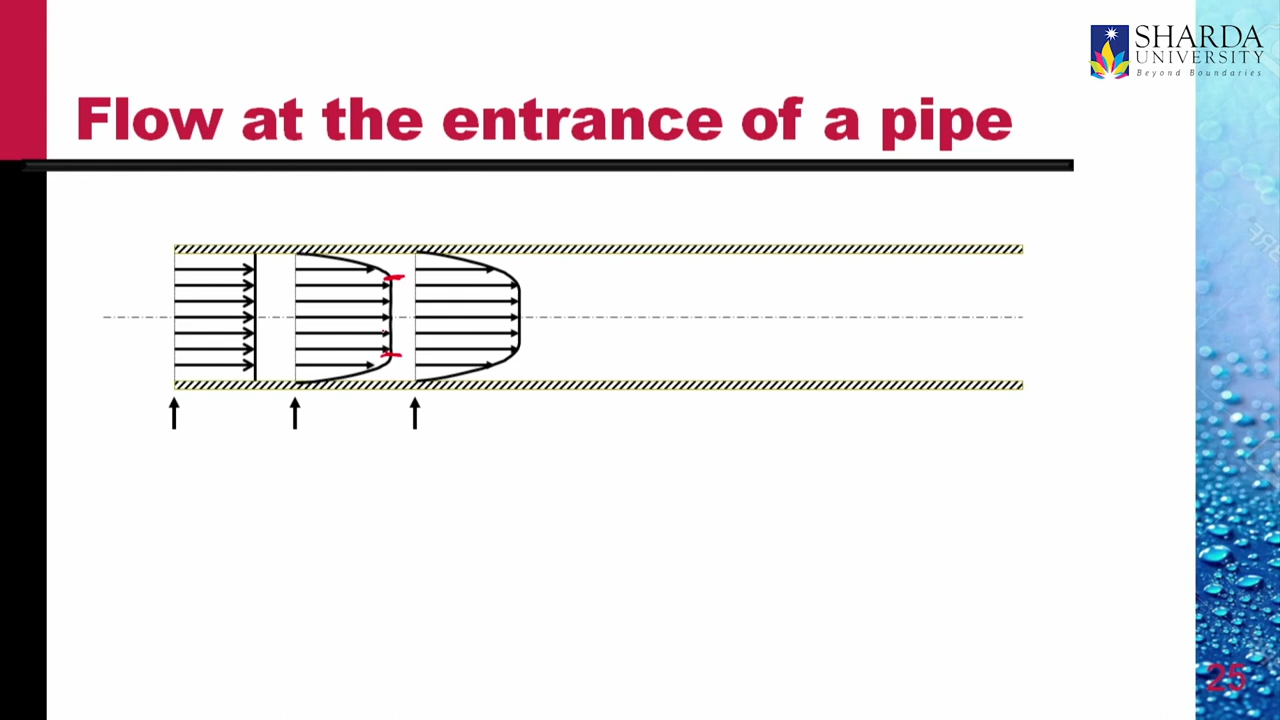 SHARDA
UNIVERSITY
Beyond Boundaries
Flow at the entrance of a pipe
25